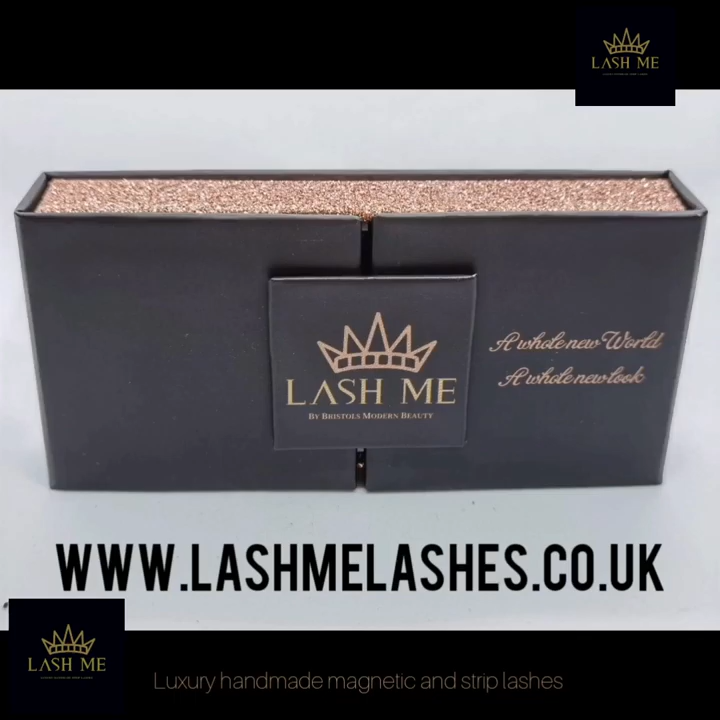 LASH ME
A whole new World
A whole new look
LASH ME
BY BRISTOLS MODERN BEAUTY
WWW.LASHMELASHES.CO.UK
LASH ME
Luxury handmade magnetic and strip lashes